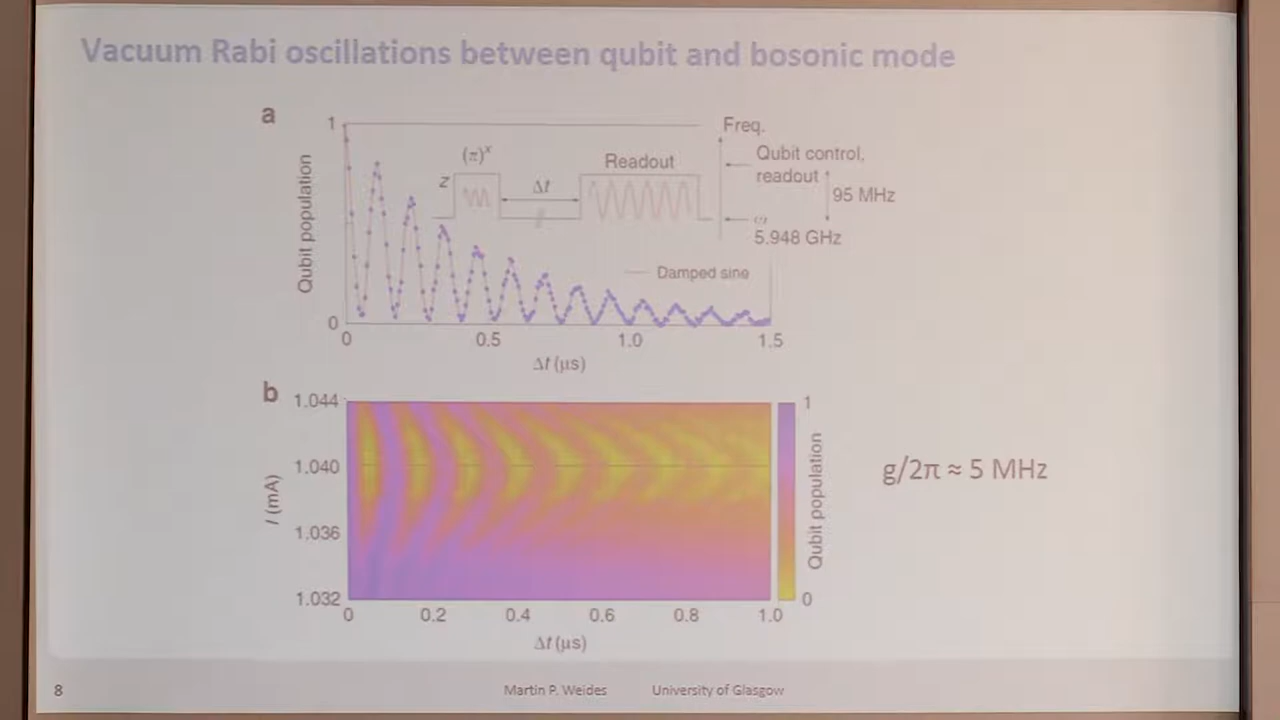 Vacuum Rabi oscillations between qubit and bosonic mode
a
1
0
Qubit population
(π)ˣ
Z
Δt
Readout
Freq.
Qubit control,
readout
95 MHz
5.948 GHz
Damped sine
0 0.5 1.0 1.5
Δt (μs)
b
1.044
1.040
1.036
1.032
I (mA)
0 0.2 0.4 0.6 0.8 1.0
Δt (μs)
1
0
Qubit population
g/2π ≈ 5 MHz
8
Martin P. Weides University of Glasgow